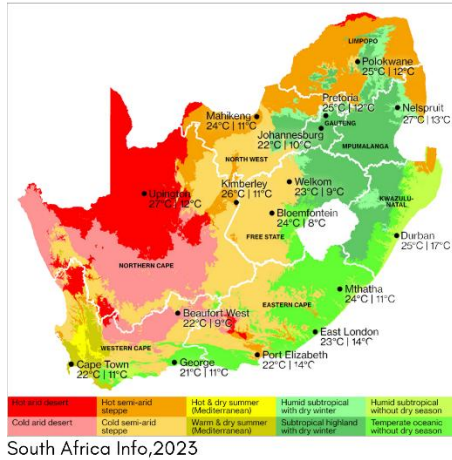 LIMPOPO
Polokwane
25°C | 12°C
Pretoria
25°C | 12°C
Nelspruit
27°C | 13°C
Mahikeng
24°C | 11°C
GAUTENG
Johannesburg
22°C | 10°C
MPUMALANGA
NORTH WEST
Upington
27°C | 12°C
Kimberley
26°C | 11°C
Welkom
23°C | 9°C
KWAZULU-
NATAL
Bloemfontein
24°C | 8°C
FREE STATE
Durban
25°C | 17°C
NORTHERN CAPE
Mthatha
24°C | 11°C
EASTERN CAPE
Beaufort West
22°C | 9°C
East London
23°C | 14°C
WESTERN CAPE
Port Elizabeth
22°C | 14°C
Cape Town
22°C | 11°C
George
21°C | 11°C
Hot arid desert
Hot semi-arid
steppe
Hot & dry summer
(Mediterranean)
Humid subtropical
with dry winter
Humid subtropical
without dry season
Cold arid desert
Cold semi-arid
steppe
Warm & dry summer
(Mediterranean)
Subtropical highland
with dry winter
Temperate oceanic
without dry season
South Africa Info,2023